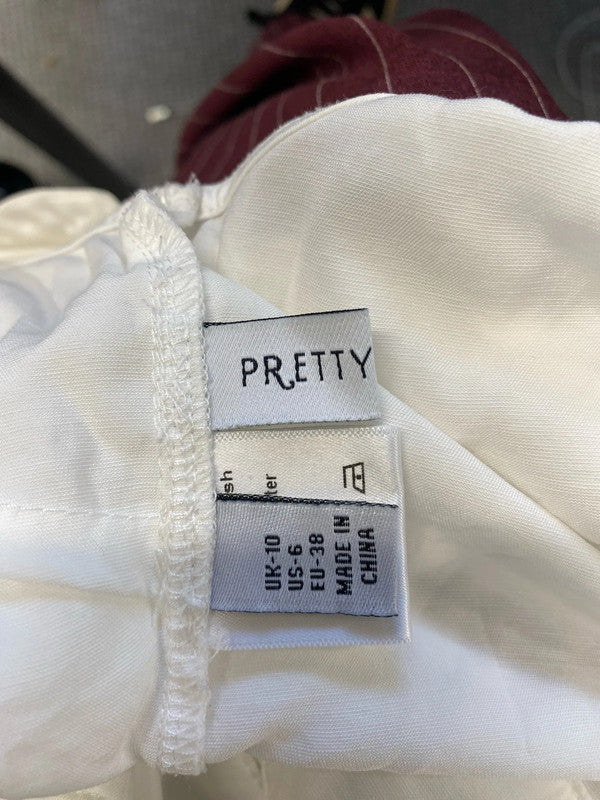 PRETTY
sh
ter
UK-10
US-6
EU-38
MADE IN
CHINA